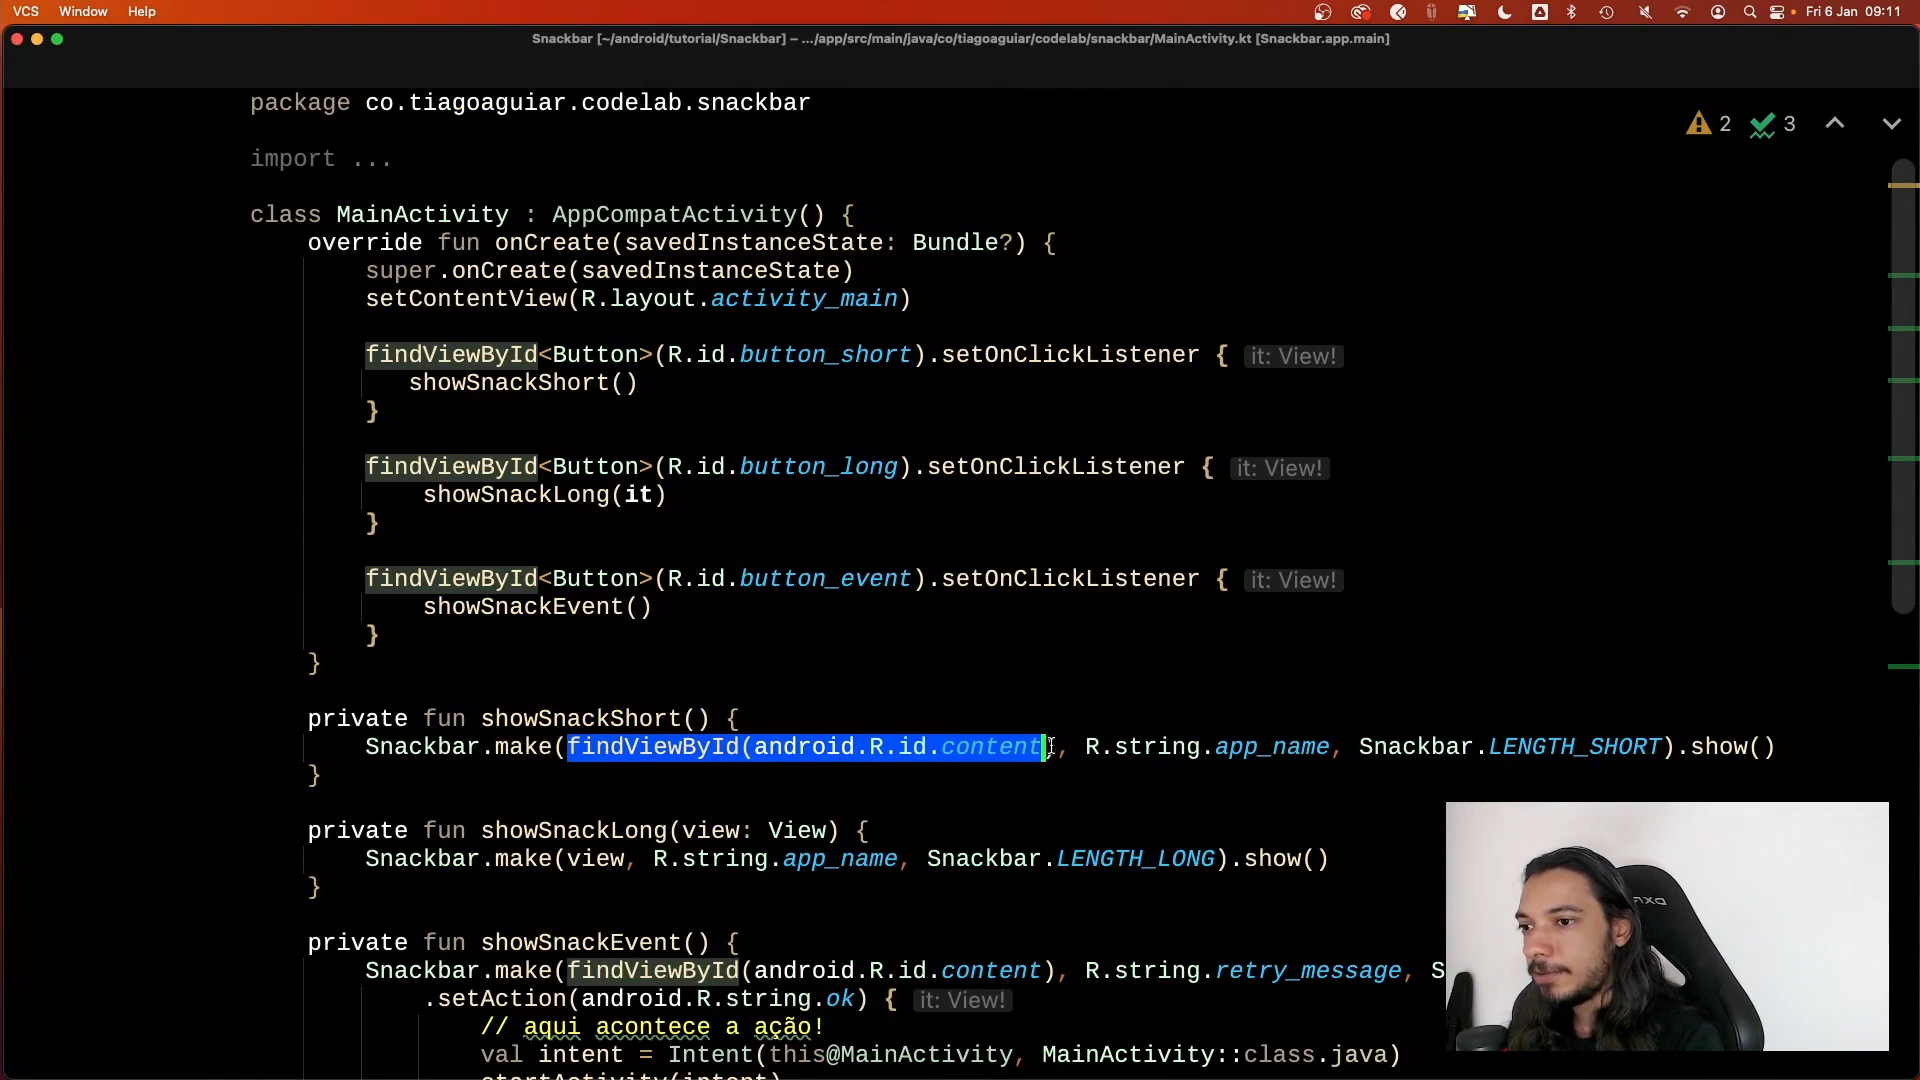 VCS Window Help Fri 6 Jan 09:11
Snackbar [~/android/tutorial/Snackbar] – .../app/src/main/java/co/tiagoaguiar/codelab/snackbar/MainActivity.kt [Snackbar.app.main]
package co.tiagoaguiar.codelab.snackbar
2 3
import ...
class MainActivity : AppCompatActivity() {
override fun onCreate(savedInstanceState: Bundle?) {
super.onCreate(savedInstanceState)
setContentView(R.layout.activity_main)
findViewById<Button>(R.id.button_short).setOnClickListener { it: View!
showSnackShort()
}
findViewById<Button>(R.id.button_long).setOnClickListener { it: View!
showSnackLong(it)
}
findViewById<Button>(R.id.button_event).setOnClickListener { it: View!
showSnackEvent()
}
}
private fun showSnackShort() {
Snackbar.make(findViewById(android.R.id.content), R.string.app_name, Snackbar.LENGTH_SHORT).show()
}
private fun showSnackLong(view: View) {
Snackbar.make(view, R.string.app_name, Snackbar.LENGTH_LONG).show()
}
private fun showSnackEvent() {
Snackbar.make(findViewById(android.R.id.content), R.string.retry_message, S
.setAction(android.R.string.ok) { it: View!
// aqui acontece a ação!
val intent = Intent(this@MainActivity, MainActivity::class.java)
startActivity(intent)